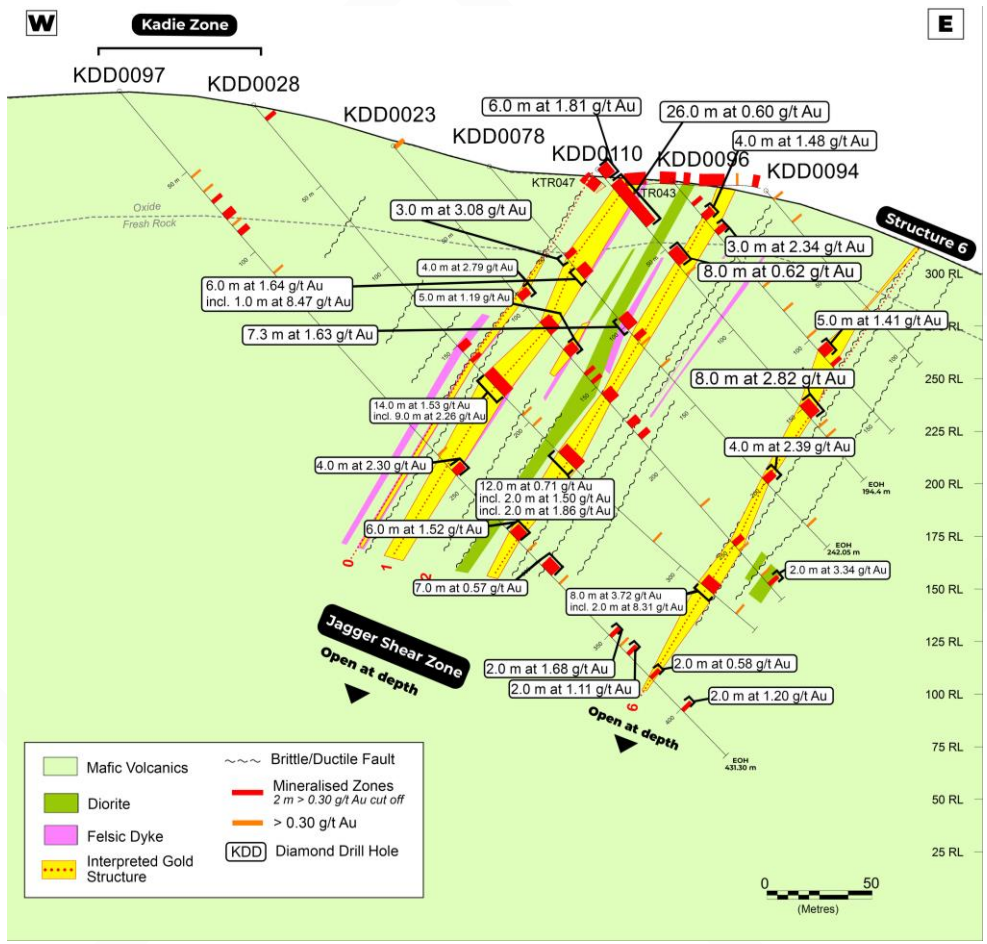 W
E
Kadie Zone
KDD0097
KDD0028
KDD0023
KDD0078
KDD0110
KDD0096
KDD0094
6.0 m at 1.81 g/t Au
26.0 m at 0.60 g/t Au
4.0 m at 1.48 g/t Au
KTR047
KTR043
3.0 m at 3.08 g/t Au
Structure 6
Oxide
Fresh Rock
50 m
100
3.0 m at 2.34 g/t Au
8.0 m at 0.62 g/t Au
4.0 m at 2.79 g/t Au
6.0 m at 1.64 g/t Au
incl. 1.0 m at 8.47 g/t Au
5.0 m at 1.19 g/t Au
7.3 m at 1.63 g/t Au
5.0 m at 1.41 g/t Au
8.0 m at 2.82 g/t Au
14.0 m at 1.53 g/t Au
incl. 9.0 m at 2.26 g/t Au
4.0 m at 2.39 g/t Au
4.0 m at 2.30 g/t Au
12.0 m at 0.71 g/t Au
incl. 2.0 m at 1.50 g/t Au
incl. 2.0 m at 1.86 g/t Au
6.0 m at 1.52 g/t Au
EOH
194.4 m
EOH
242.05 m
2.0 m at 3.34 g/t Au
7.0 m at 0.57 g/t Au
8.0 m at 3.72 g/t Au
incl. 2.0 m at 8.31 g/t Au
0
1
2
Jagger Shear Zone
Open at depth
2.0 m at 1.68 g/t Au
2.0 m at 1.11 g/t Au
2.0 m at 0.58 g/t Au
2.0 m at 1.20 g/t Au
6
Open at depth
EOH
431.30 m
300 RL
275 RL
250 RL
225 RL
200 RL
175 RL
150 RL
125 RL
100 RL
75 RL
50 RL
25 RL
Mafic Volcanics
Diorite
Felsic Dyke
Interpreted Gold
Structure
Brittle/Ductile Fault
Mineralised Zones
2 m > 0.30 g/t Au cut off
> 0.30 g/t Au
KDD
Diamond Drill Hole
0
50
(Metres)